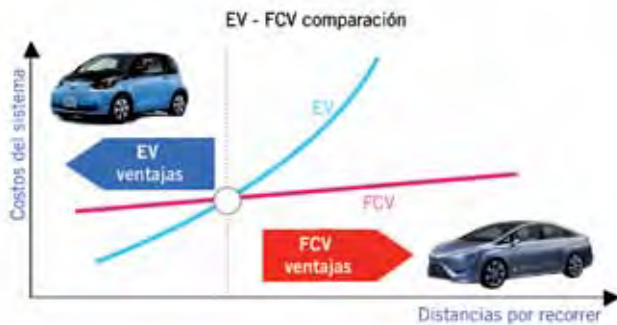 EV - FCV comparación
Costos del sistema
EV
ventajas
EV
FCV
FCV
ventajas
Distancias por recorrer